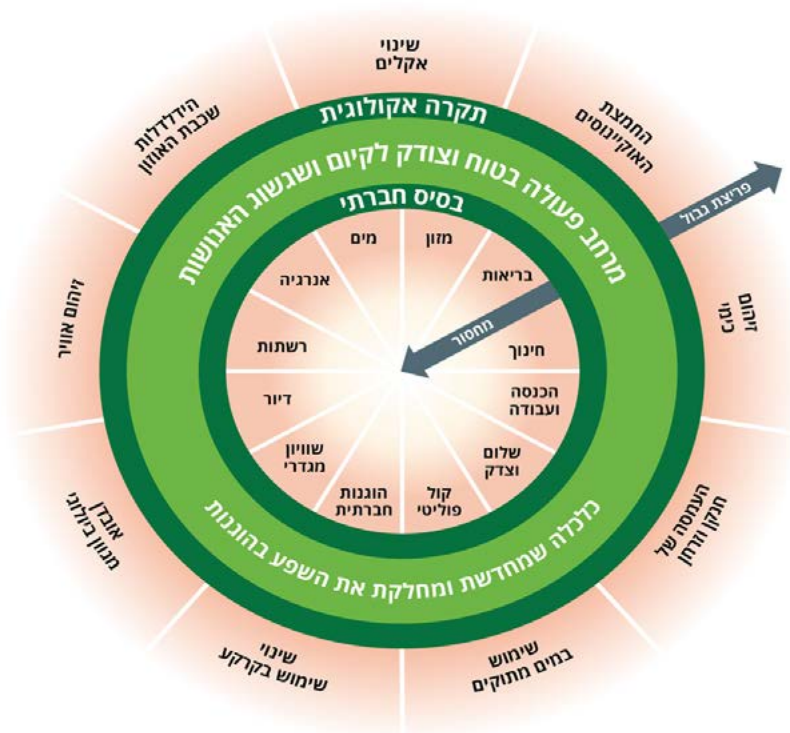 שינוי
אקלים
החמצת
האוקיינוסים
פריצת גבול
זיהום
כימי
העמסה של
חנקן וזרחן
שימוש
במים מתוקים
שינוי
שימוש בקרקע
אובדן
מגוון ביולוגי
זיהום אוויר
הידלדלות
שכבת האוזון
תקרה אקולוגית
מרחב פעולה בטוח וצודק לקיום ושגשוג האנושות
בסיס חברתי
מזון
בריאות
מחסור
חינוך
הכנסה
ועבודה
שלום
וצדק
קול
פוליטי
הוגנות
חברתית
שוויון
מגדרי
דיור
רשתות
אנרגיה
מים
כלכלה שמחדשת ומחלקת את השפע בהוגנות